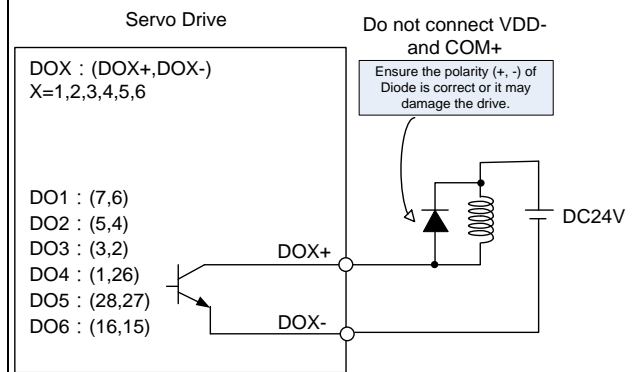 Servo Drive
Do not connect VDD-
and COM+
Ensure the polarity (+, -) of
Diode is correct or it may
damage the drive.
DOX : (DOX+,DOX-)
X=1,2,3,4,5,6
DO1 : (7,6)
DO2 : (5,4)
DO3 : (3,2)
DO4 : (1,26)
DO5 : (28,27)
DO6 : (16,15)
DOX+
DOX-
DC24V